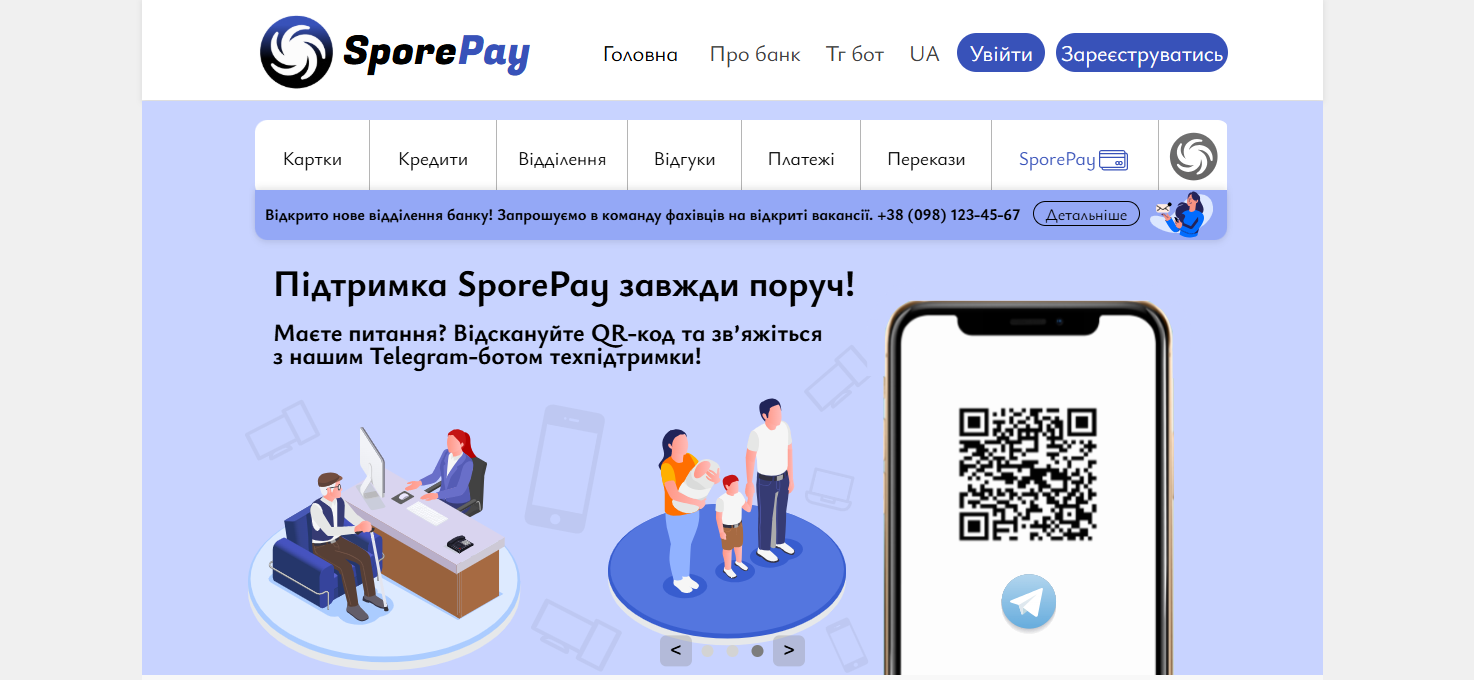 SporePay
Головна Про банк Тг бот UA Увійти Зареєструватись
Картки Кредити Відділення Відгуки Платежі Перекази SporePay
Відкрито нове відділення банку! Запрошуємо в команду фахівців на відкриті вакансії. +38 (098) 123-45-67 Детальніше
Підтримка SporePay завжди поруч!
Маєте питання? Відскануйте QR-код та зв’яжіться
з нашим Telegram-ботом техпідтримки!
< >